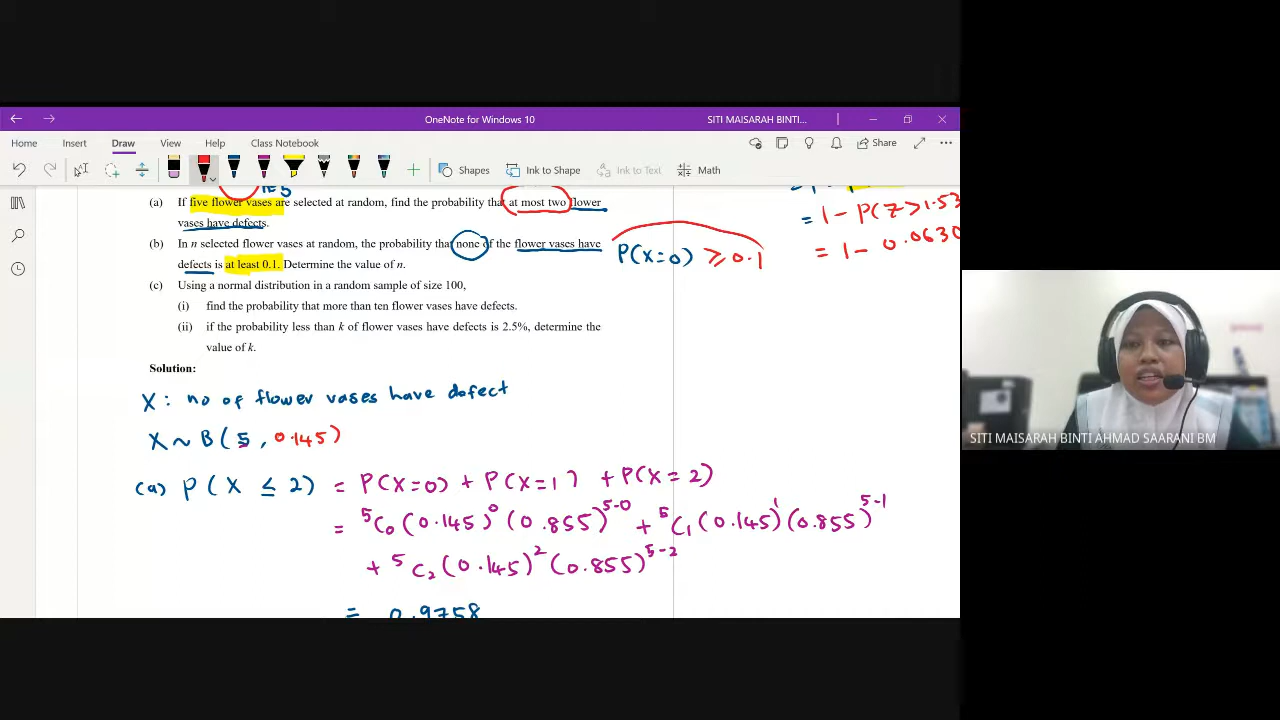 OneNote for Windows 10
SITI MAISARAH BINTI...
Home Insert Draw View Help Share
Shapes Ink to Shape Ink to Text Math
n=5
(a) If five flower vases are selected at random, find the probability that at most two flower
vases have defects.
(b) In n selected flower vases at random, the probability that none of the flower vases have
defects is at least 0.1. Determine the value of n.
P(X=0) ≥ 0.1
= 1 - P(Z > 1.53
= 1 - 0.0630
(c) Using a normal distribution in a random sample of size 100,
(i) find the probability that more than ten flower vases have defects.
(ii) if the probability less than k of flower vases have defects is 2.5%, determine the
value of k.
Solution:
X : no of flower vases have defect
X ~ B ( 5 , 0.145 )
(a) P ( X ≤ 2 ) = P(X=0) + P(X=1) + P(X=2)
= ⁵C₀ (0.145)⁰ (0.855)⁵⁻⁰ + ⁵C₁ (0.145)¹ (0.855)⁵⁻¹
+ ⁵C₂ (0.145)² (0.855)⁵⁻²
= 0.9758
SITI MAISARAH BINTI AHMAD SAARANI BM